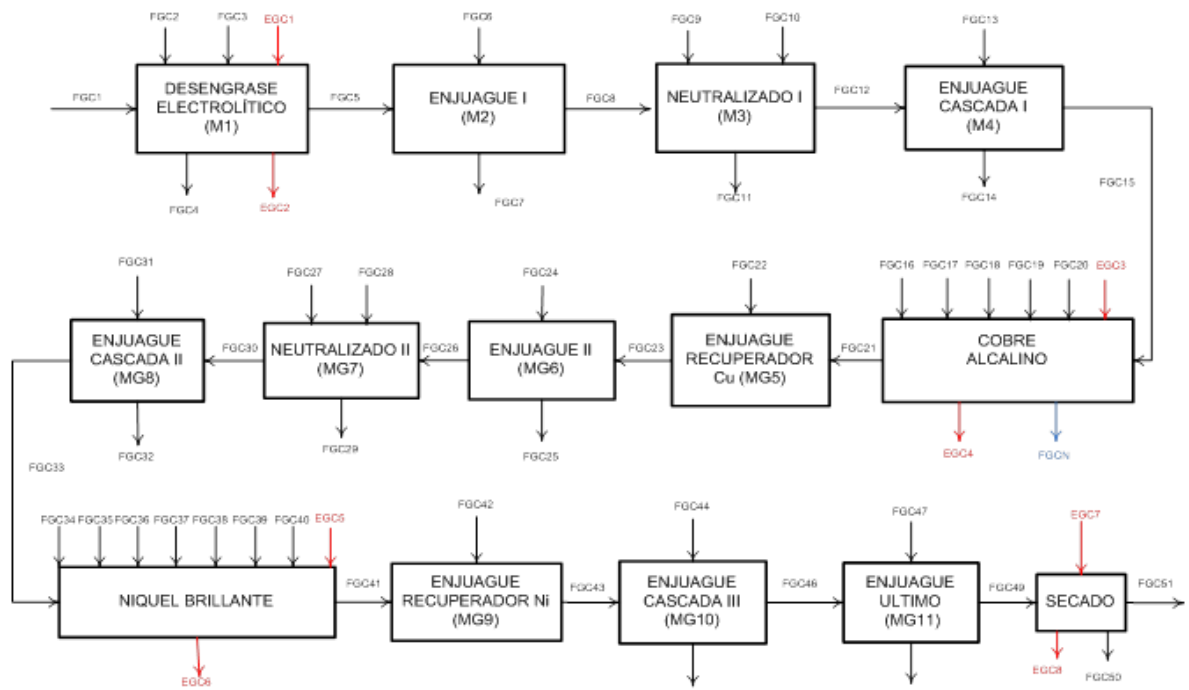 FGC2 FGC3 EGC1
FGC6
FGC9 FGC10
FGC13
FGC1
DESENGRASE
ELECTROLÍTICO
(M1)
FGC5
ENJUAGUE I
(M2)
FGC8
NEUTRALIZADO I
(M3)
FGC12
ENJUAGUE
CASCADA I
(M4)
FGC4
EGC2
FGC7
FGC11
FGC14
FGC15
FGC31
FGC27
FGC28
FGC24
FGC22
FGC16 FGC17 FGC18 FGC19 FGC20 EGC3
ENJUAGUE
CASCADA II
(MG8)
FGC30
NEUTRALIZADO II
(MG7)
FGC26
ENJUAGUE II
(MG6)
FGC23
ENJUAGUE
RECUPERADOR
Cu (MG5)
FGC21
COBRE
ALCALINO
FGC32
FGC29
FGC25
EGC4
FGCN
FGC33
FGC34 FGC35 FGC36 FGC37 FGC38 FGC39 FGC40 EGC5
FGC42
FGC44
FGC47
EGC7
NIQUEL BRILLANTE
FGC41
ENJUAGUE
RECUPERADOR Ni
(MG9)
FGC43
ENJUAGUE
CASCADA III
(MG10)
FGC46
ENJUAGUE
ULTIMO
(MG11)
FGC49
SECADO
FGC51
EGC6
EGC8
FGC50